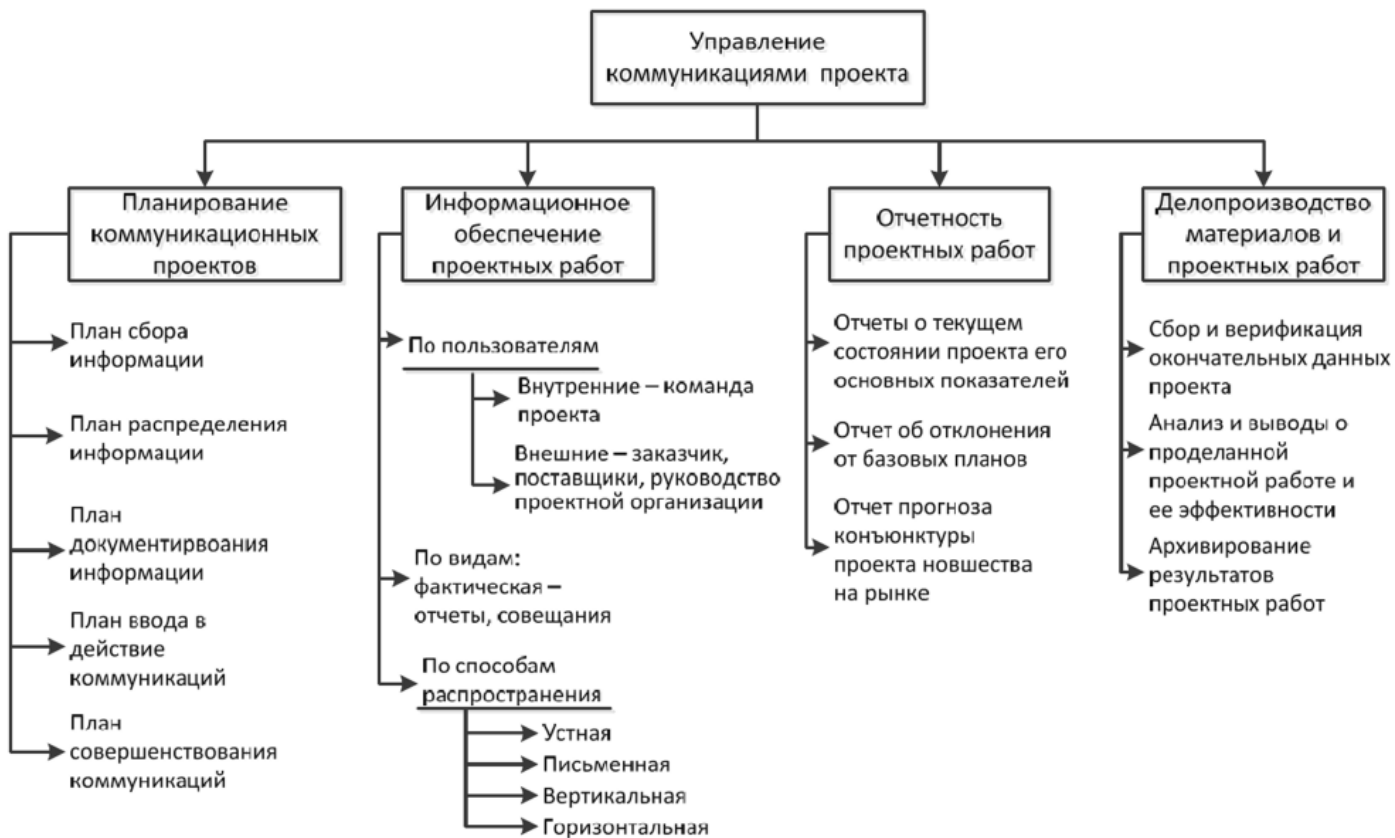 Управление
коммуникациями проекта
Планирование
коммуникационных
проектов
План сбора
информации
План распределения
информации
План
документирвоания
информации
План ввода в
действие
коммуникаций
План
совершенствования
коммуникаций
Информационное
обеспечение
проектных работ
По пользователям
Внутренние – команда
проекта
Внешние – заказчик,
поставщики, руководство
проектной организации
По видам:
фактическая –
отчеты, совещания
По способам
распространения
Устная
Письменная
Вертикальная
Горизонтальная
Отчетность
проектных работ
Отчеты о текущем
состоянии проекта его
основных показателей
Отчет об отклонения
от базовых планов
Отчет прогноза
конъюнктуры
проекта новшества
на рынке
Делопроизводство
материалов и
проектных работ
Сбор и верификация
окончательных данных
проекта
Анализ и выводы о
проделанной
проектной работе и
ее эффективности
Архивирование
результатов
проектных работ